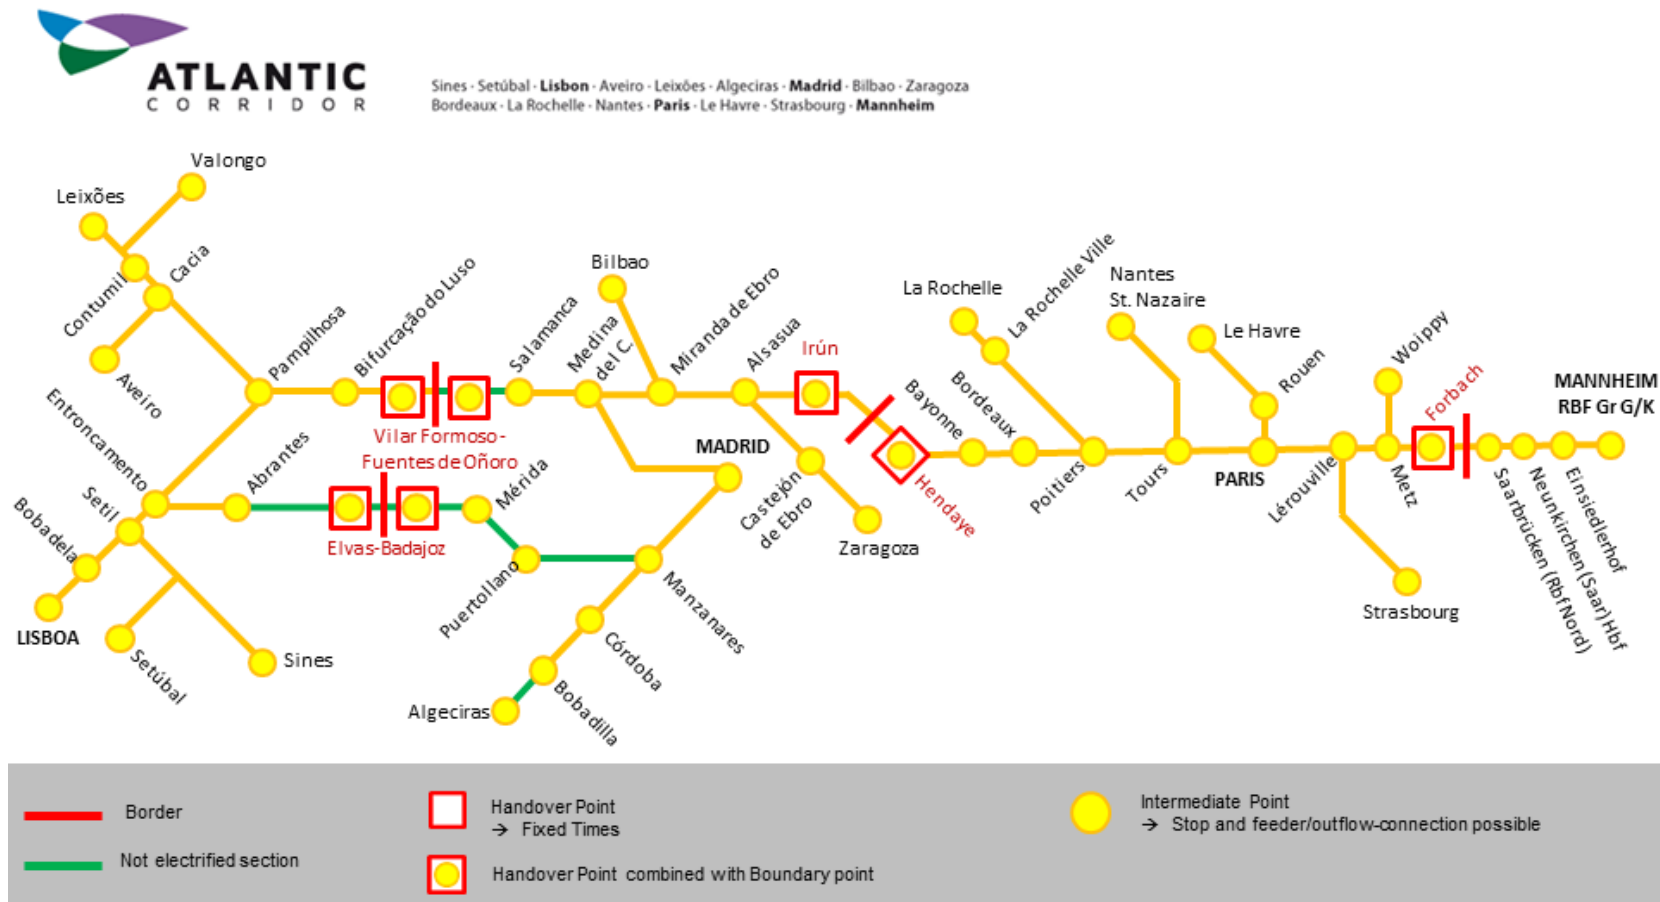 ATLANTIC
CORRIDOR
Sines · Setúbal · Lisbon · Aveiro · Leixões · Algeciras · Madrid · Bilbao · Zaragoza
Bordeaux · La Rochelle · Nantes · Paris · Le Havre · Strasbourg · Mannheim
Valongo
Leixões
Contumil
Cacia
Aveiro
Pampilhosa
Bifurcação do Luso
Vilar Formoso -
Fuentes de Oñoro
Salamanca
Medina
del C.
Bilbao
Miranda de Ebro
Alsasua
Irún
Hendaye
Bayonne
Bordeaux
La Rochelle
La Rochelle Ville
Poitiers
Nantes
St. Nazaire
Tours
Le Havre
Rouen
PARIS
Lérouville
Woippy
Metz
Forbach
MANNHEIM
RBF Gr G/K
Saarbrücken (Rbf Nord)
Neunkirchen (Saar) Hbf
Einsiedlerhof
Strasbourg
Castejón
de Ebro
Zaragoza
MADRID
Entroncamento
Abrantes
Elvas-Badajoz
Mérida
Puertollano
Manzanares
Córdoba
Bobadilla
Algeciras
Setil
Bobadela
LISBOA
Setúbal
Sines
Border
Not electrified section
Handover Point
→ Fixed Times
Handover Point combined with Boundary point
Intermediate Point
→ Stop and feeder/outflow-connection possible